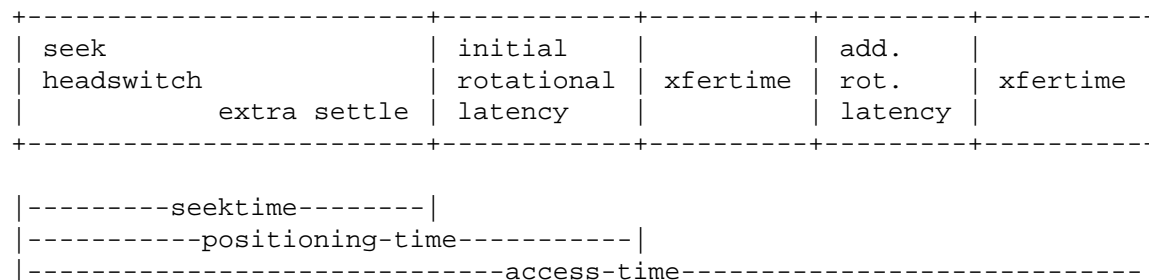 +-------------------------+------------+----------+---------+-----------
| seek                    | initial    |          | add.    |
| headswitch              | rotational | xfertime | rot.    | xfertime
|            extra settle | latency    |          | latency |
+-------------------------+------------+----------+---------+-----------
|---------seektime--------|
|-----------positioning-time-----------|
|------------------------------access-time-----------------------------